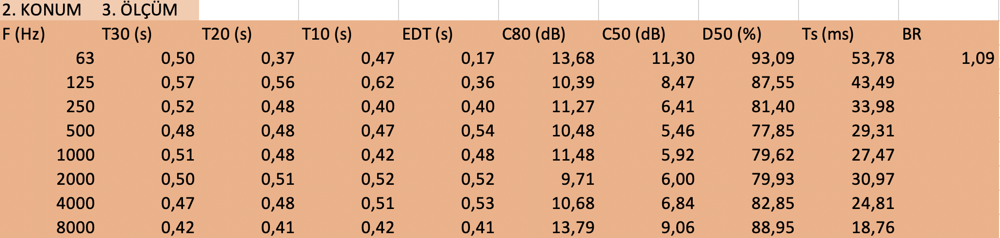 2. KONUM 3. ÖLÇÜM
F (Hz) T30 (s) T20 (s) T10 (s) EDT (s) C80 (dB) C50 (dB) D50 (%) Ts (ms) BR
63 0,50 0,37 0,47 0,17 13,68 11,30 93,09 53,78 1,09
125 0,57 0,56 0,62 0,36 10,39 8,47 87,55 43,49
250 0,52 0,48 0,40 0,40 11,27 6,41 81,40 33,98
500 0,48 0,48 0,47 0,54 10,48 5,46 77,85 29,31
1000 0,51 0,48 0,42 0,48 11,48 5,92 79,62 27,47
2000 0,50 0,51 0,52 0,52 9,71 6,00 79,93 30,97
4000 0,47 0,48 0,51 0,53 10,68 6,84 82,85 24,81
8000 0,42 0,41 0,42 0,41 13,79 9,06 88,95 18,76